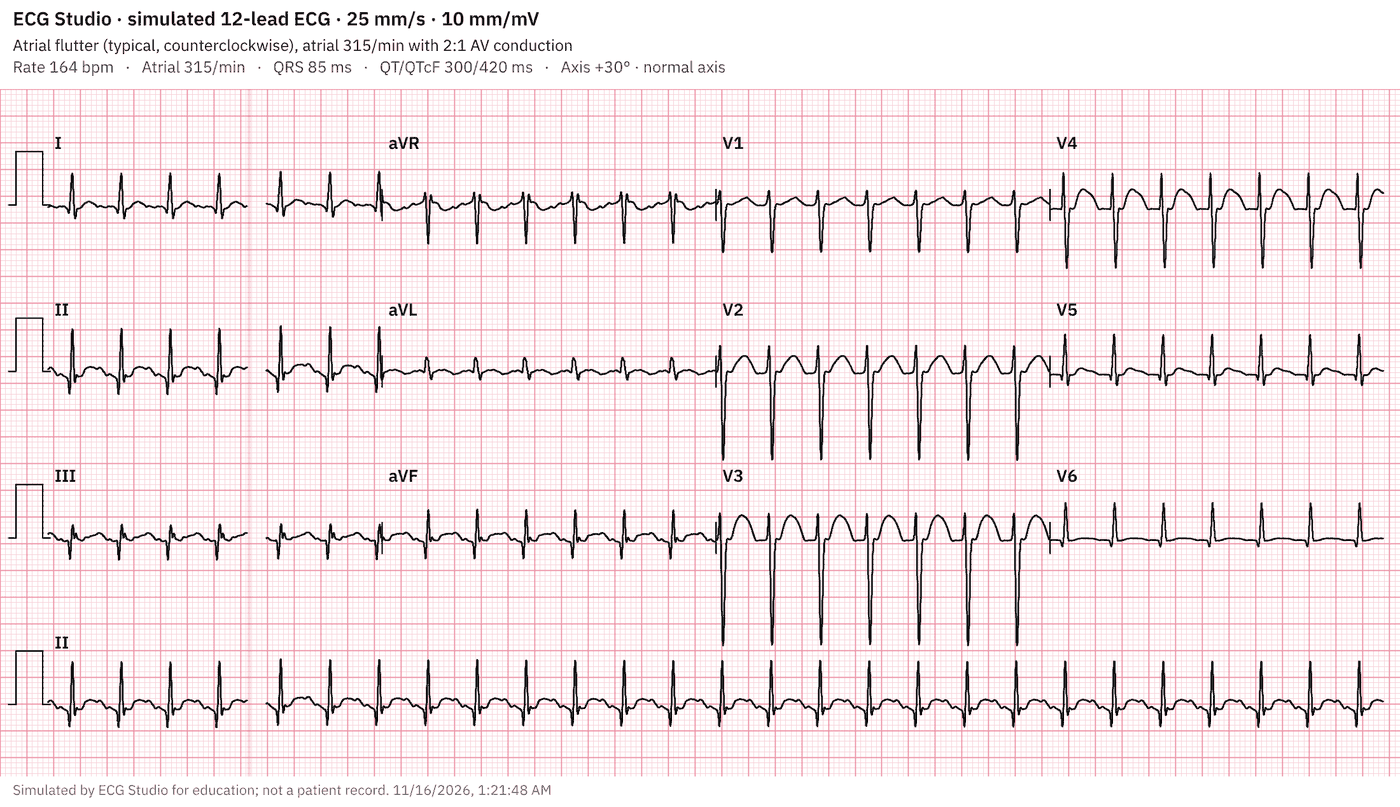 ECG Studio · simulated 12-lead ECG · 25 mm/s · 10 mm/mV
Atrial flutter (typical, counterclockwise), atrial 315/min with 2:1 AV conduction
Rate 164 bpm · Atrial 315/min · QRS 85 ms · QT/QTcF 300/420 ms · Axis +30° · normal axis
I aVR V1 V4
II aVL V2 V5
III aVF V3 V6
II
Simulated by ECG Studio for education; not a patient record. 11/16/2026, 1:21:48 AM